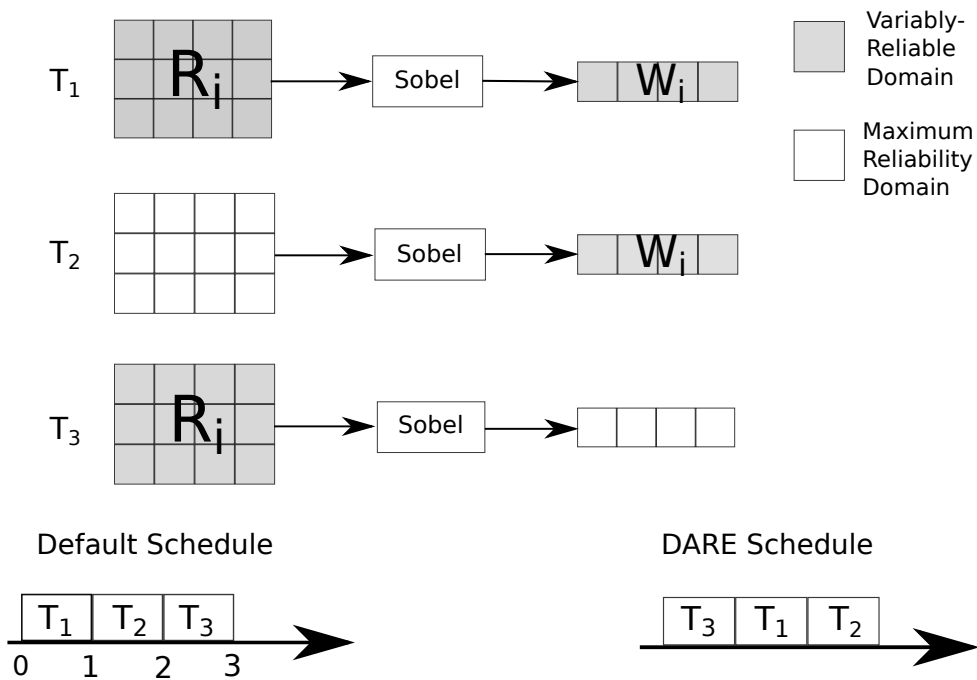 T1
Ri
Sobel
Wi
Variably-
Reliable
Domain
Maximum
Reliability
Domain
T2
Sobel
Wi
T3
Ri
Sobel
Default Schedule
T1 T2 T3
0 1 2 3
DARE Schedule
T3 T1 T2